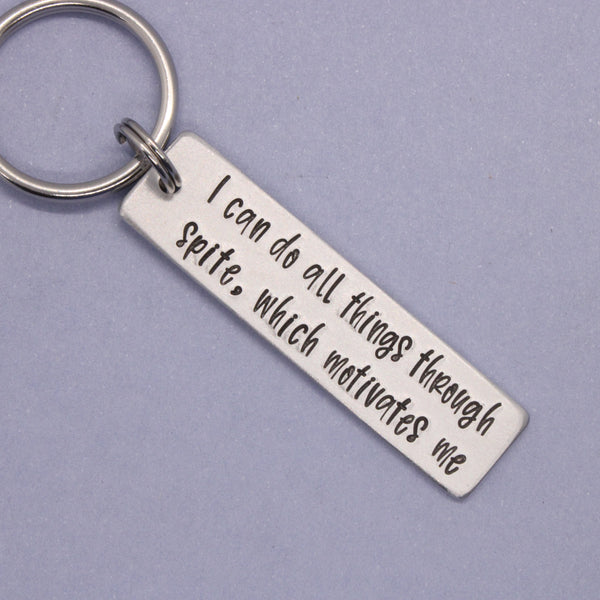 I can do all things through
spite, which motivates me